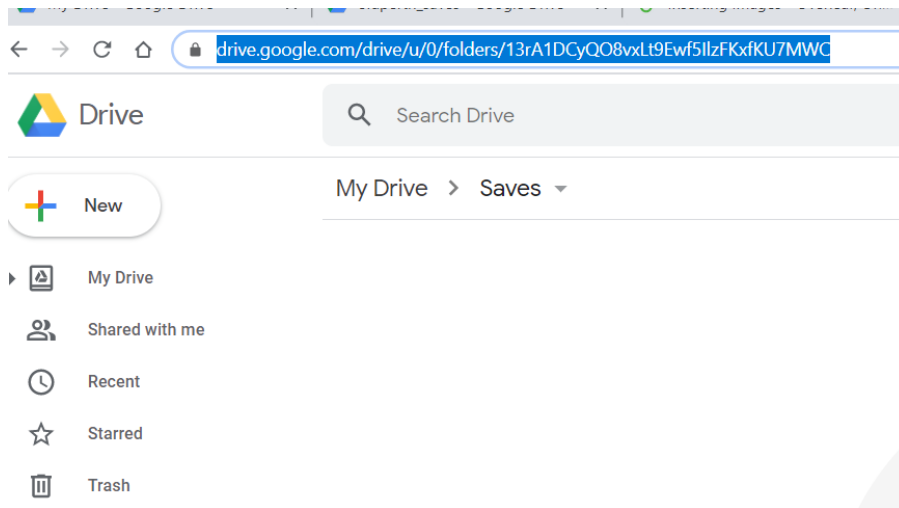 drive.google.com/drive/u/0/folders/13rA1DCyQO8vxLt9Ewf5IlzFKxfKU7MWC
Drive
Search Drive
New
My Drive > Saves
My Drive
Shared with me
Recent
Starred
Trash